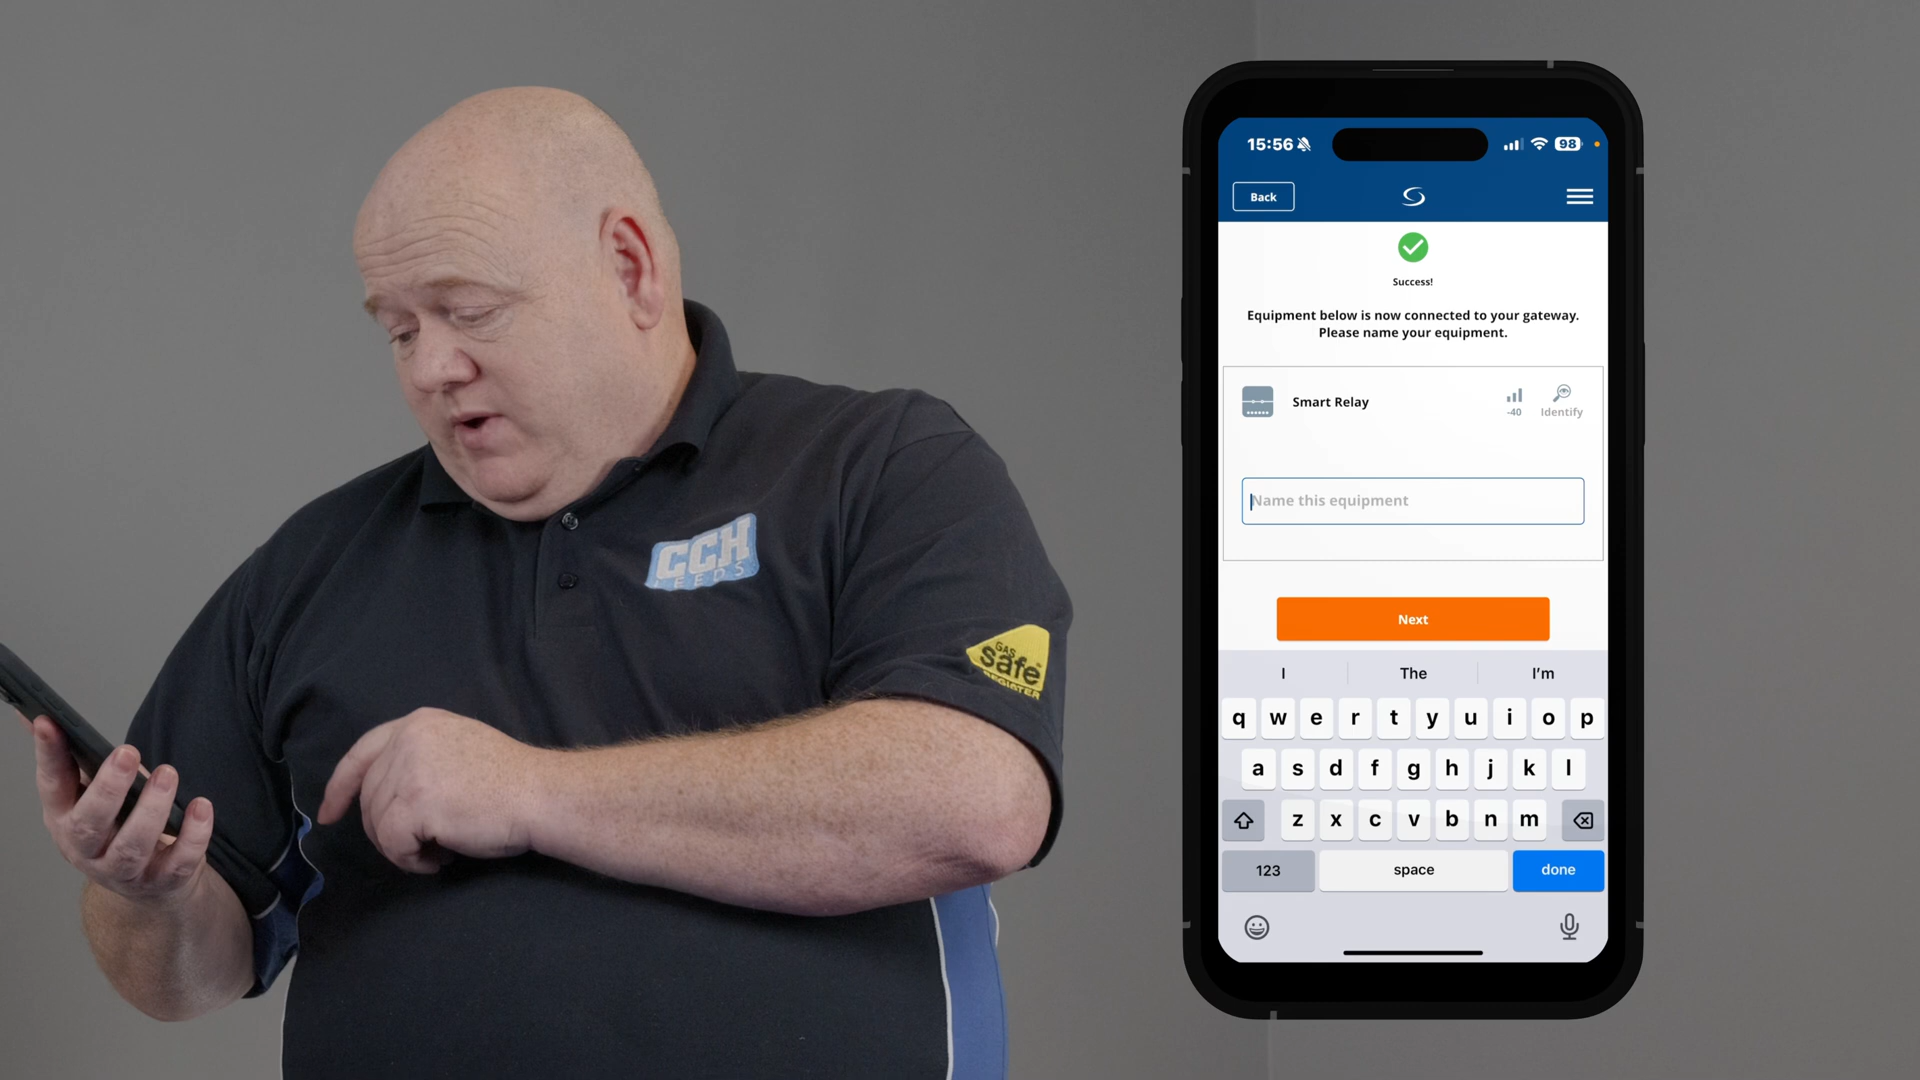 CCH
LEEDS
GAS
safe
REGISTER
15:56
98
Back
Success!
Equipment below is now connected to your gateway.
Please name your equipment.
Smart Relay
-40
Identify
Name this equipment
Next
I The I'm
q w e r t y u i o p
a s d f g h j k l
z x c v b n m
123 space done